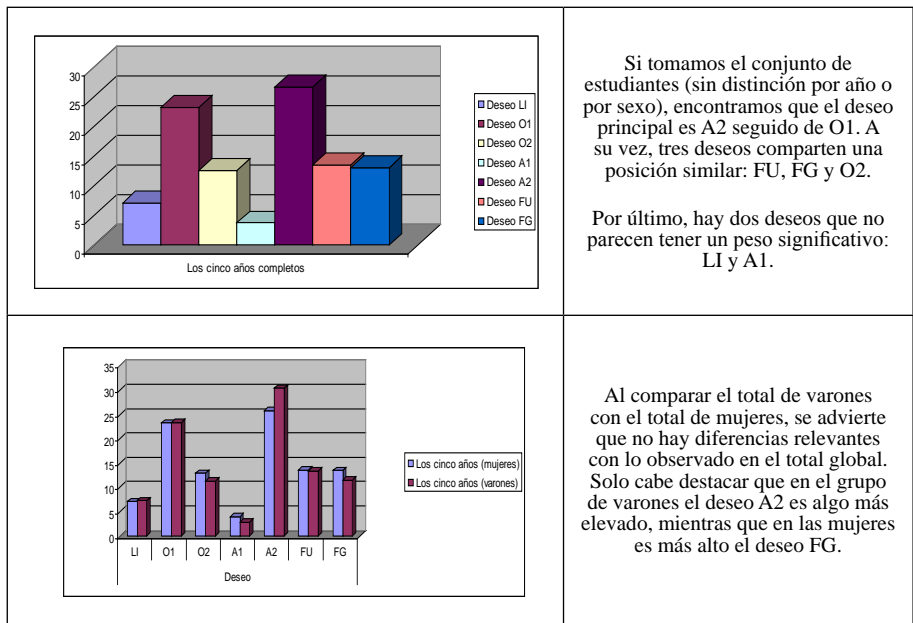 30
25
20
15
10
5
0
Los cinco años completos
Deseo LI
Deseo O1
Deseo O2
Deseo A1
Deseo A2
Deseo FU
Deseo FG
Si tomamos el conjunto de
estudiantes (sin distinción por año o
por sexo), encontramos que el deseo
principal es A2 seguido de O1. A
su vez, tres deseos comparten una
posición similar: FU, FG y O2.
Por último, hay dos deseos que no
parecen tener un peso significativo:
LI y A1.
35
30
25
20
15
10
5
0
LI O1 O2 A1 A2 FU FG
Deseo
Los cinco años (mujeres)
Los cinco años (varones)
Al comparar el total de varones
con el total de mujeres, se advierte
que no hay diferencias relevantes
con lo observado en el total global.
Solo cabe destacar que en el grupo
de varones el deseo A2 es algo más
elevado, mientras que en las mujeres
es más alto el deseo FG.